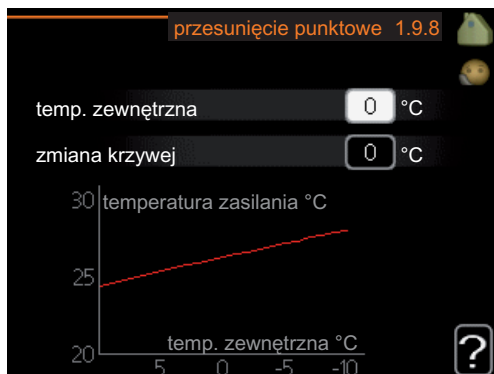 przesunięcie punktowe 1.9.8
temp. zewnętrzna 0 °C
zmiana krzywej 0 °C
30 temperatura zasilania °C
25
temp. zewnętrzna °C
20
5 0 -5 -10
?